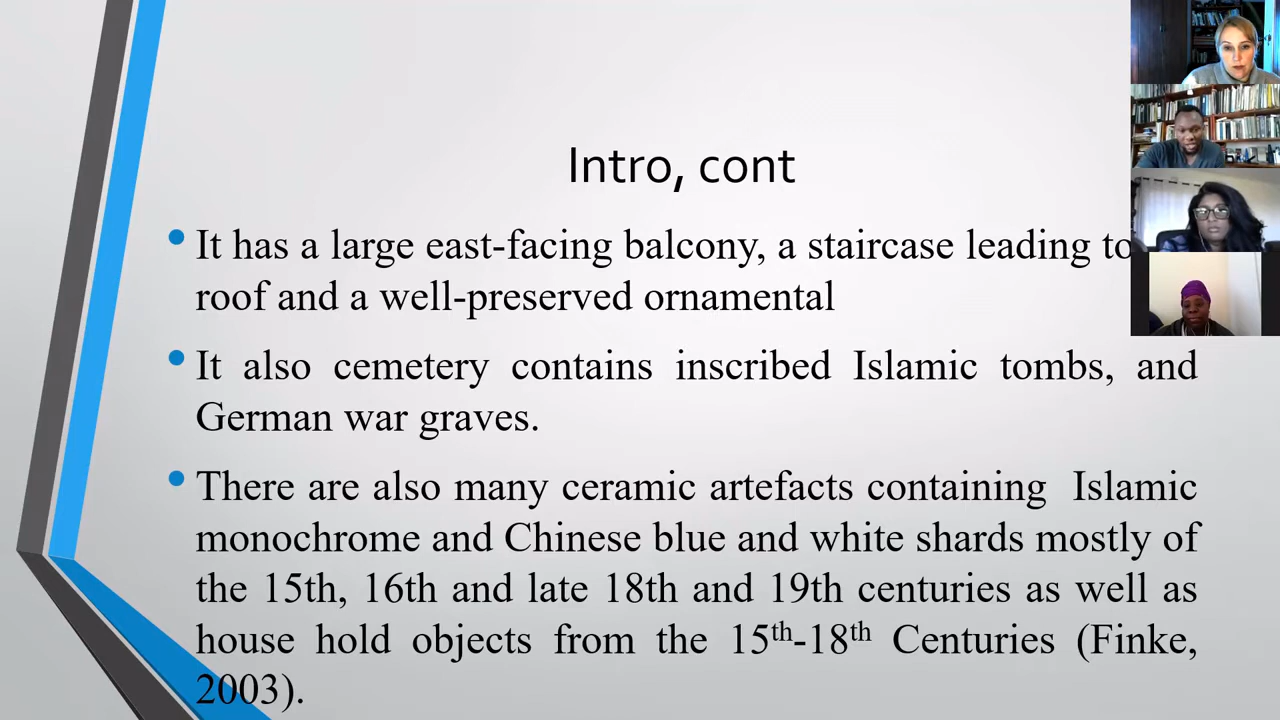 Intro, cont
It has a large east-facing balcony, a staircase leading to
roof and a well-preserved ornamental
It also cemetery contains inscribed Islamic tombs, and
German war graves.
There are also many ceramic artefacts containing Islamic
monochrome and Chinese blue and white shards mostly of
the 15th, 16th and late 18th and 19th centuries as well as
house hold objects from the 15th-18th Centuries (Finke,
2003).